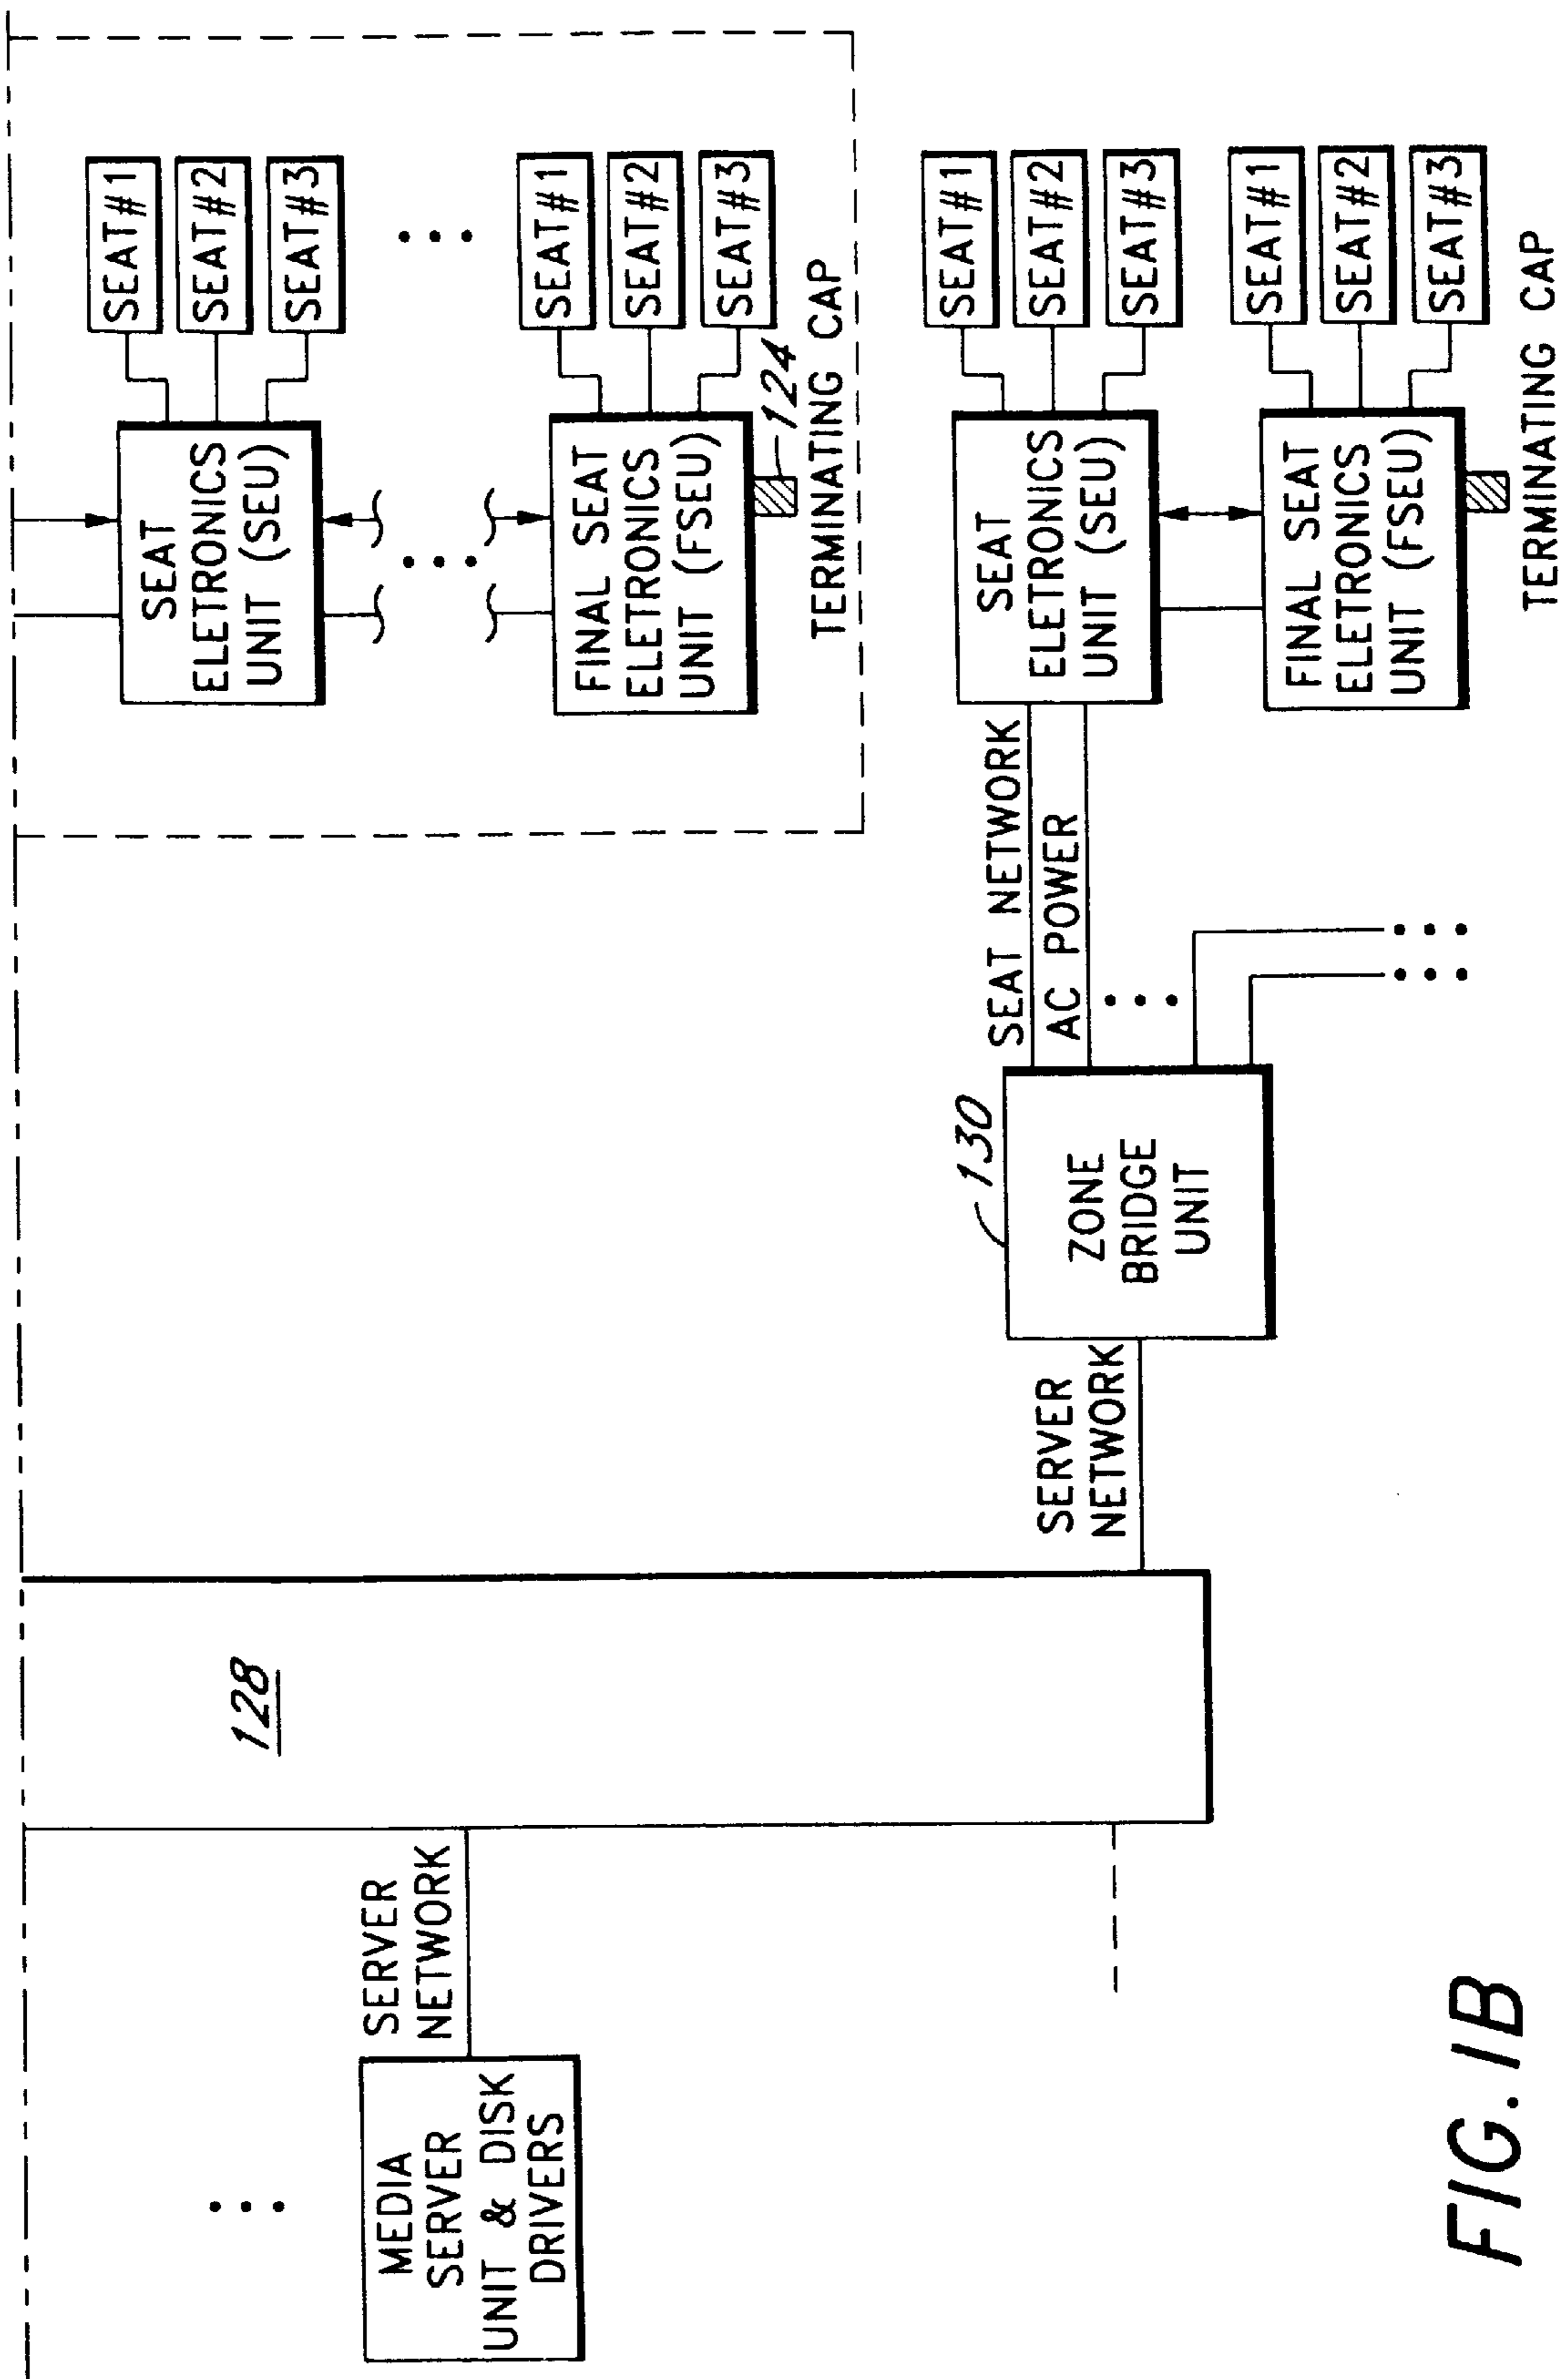 SEAT
ELETRONICS
UNIT (SEU)
SEAT#1
SEAT#2
SEAT#3
FINAL SEAT
ELETRONICS
UNIT (FSEU)
SEAT#1
SEAT#2
SEAT#3
124
TERMINATING CAP
128
SERVER
NETWORK
MEDIA
SERVER
UNIT & DISK
DRIVERS
SERVER
NETWORK
130
ZONE
BRIDGE
UNIT
SEAT NETWORK
AC POWER
SEAT
ELETRONICS
UNIT (SEU)
SEAT#1
SEAT#2
SEAT#3
FINAL SEAT
ELETRONICS
UNIT (FSEU)
SEAT#1
SEAT#2
SEAT#3
TERMINATING CAP
FIG. 1B